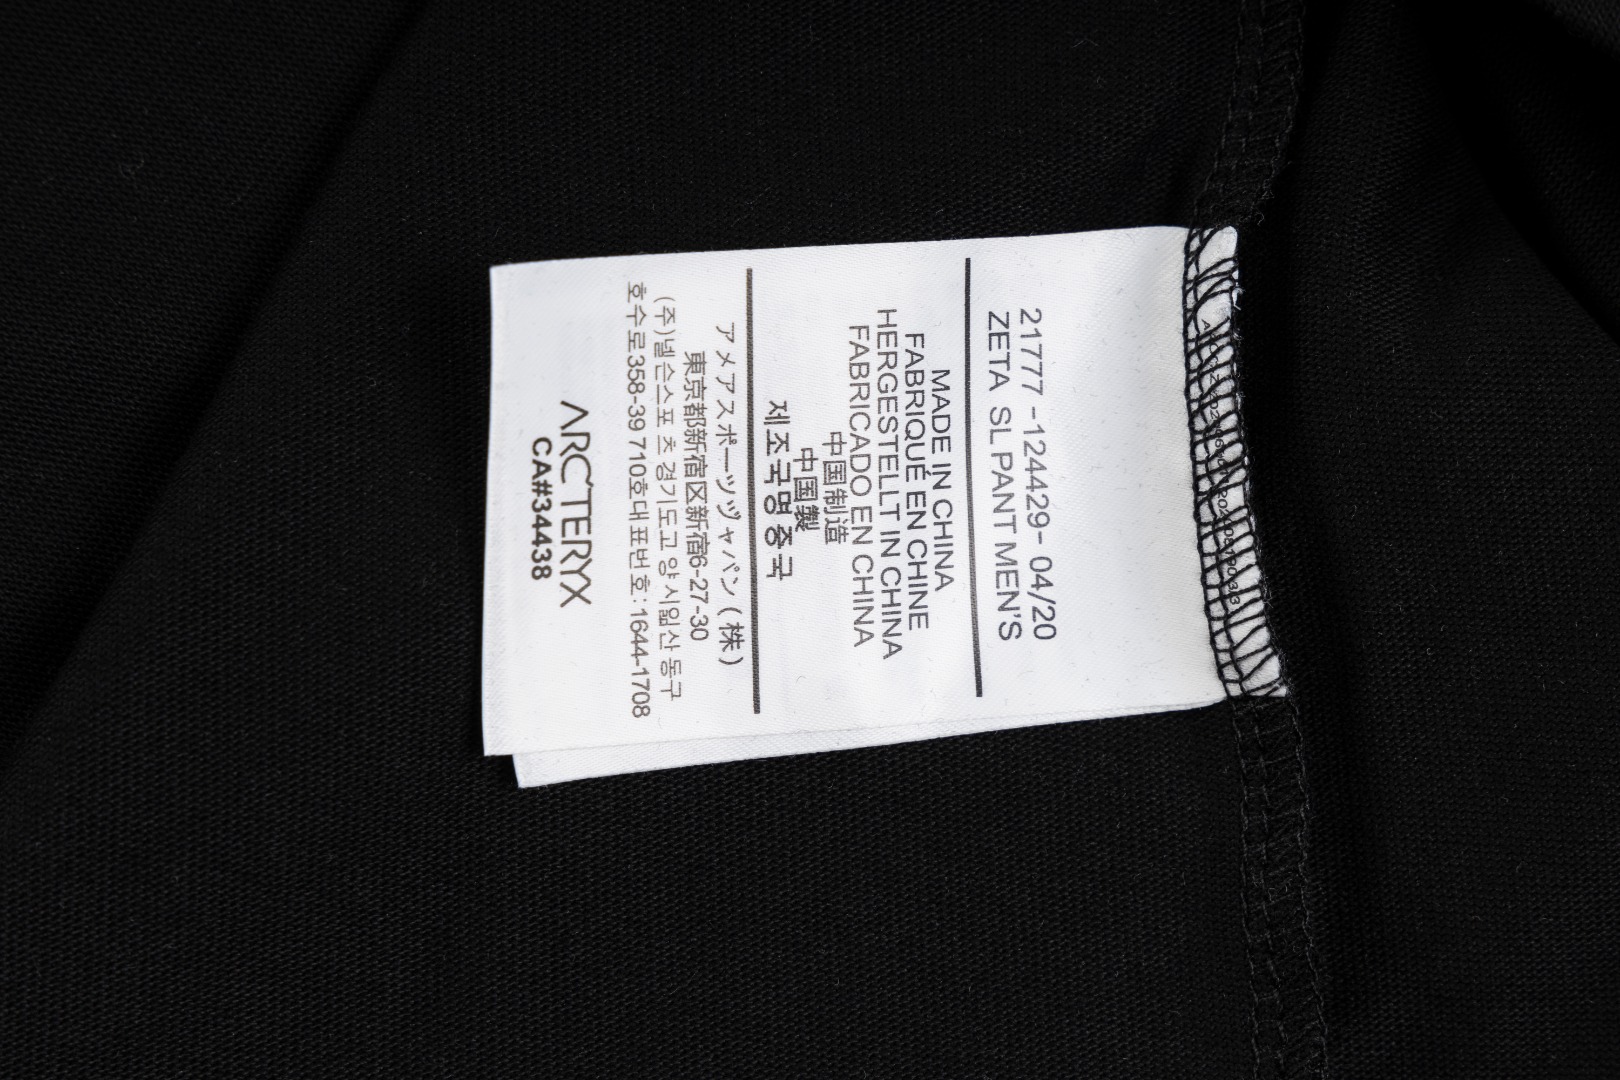 21777 -124429- 04/20
ZETA SL PANT MEN'S
MADE IN CHINA
FABRIQUÉ EN CHINE
HERGESTELLT IN CHINA
FABRICADO EN CHINA
中国制造
中国製
제조국명중국
アメアスポーツジャパン(株)
東京都新宿区新宿6-27-30
(주)넬슨스포츠 경기도고양시일산동구
호수로358-39 710호대표번호:1644-1708
ARC'TERYX
CA#34438